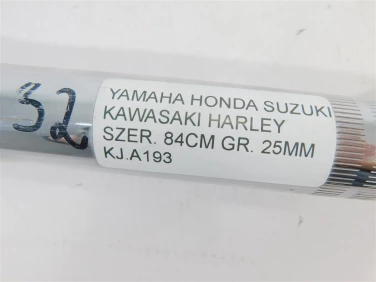 32
YAMAHA HONDA SUZUKI
KAWASAKI HARLEY
SZER. 84CM GR. 25MM
KJ.A193